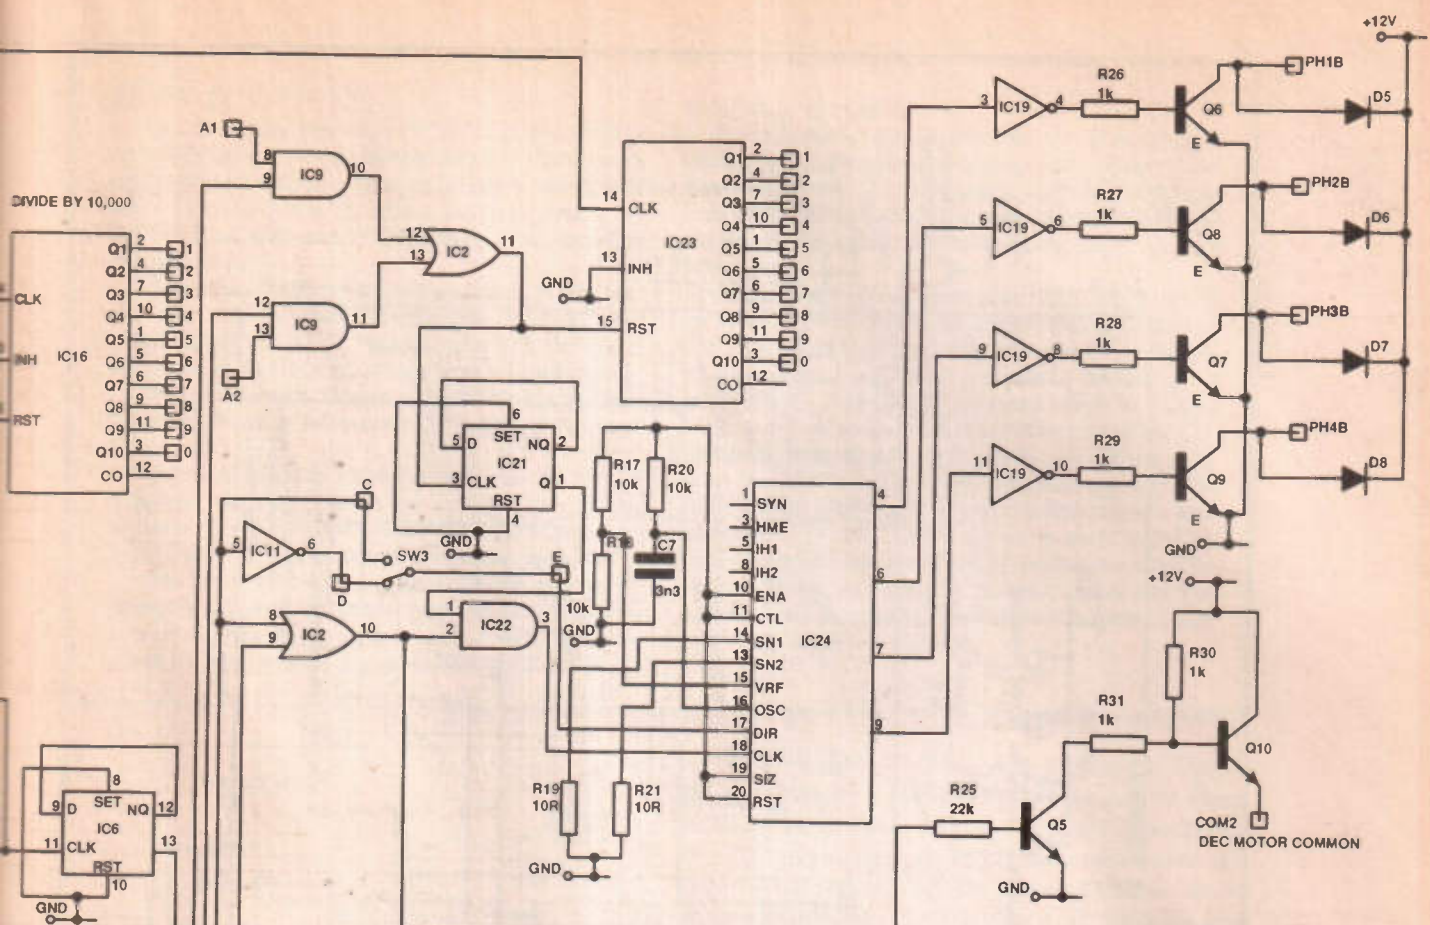 +12V
PH1B
R26
1k
D5
3 IC19 4
Q6
E
A1
8
9
IC9
10
DIVIDE BY 10,000
Q1 2 1
Q2 4 2
Q3 7 3
Q4 10 4
Q5 1 5
Q6 5 6
Q7 6 7
Q8 9 8
Q9 11 9
Q10 3 0
CO 12
CLK
INH
RST
IC16
12
13
IC2
11
12
13
IC9
11
A2
14 CLK
13 INH
15 RST
GND
IC23
Q1 2 1
Q2 4 2
Q3 7 3
Q4 10 4
Q5 1 5
Q6 5 6
Q7 6 7
Q8 9 8
Q9 11 9
Q10 3 0
CO 12
PH2B
R27
1k
D6
5 IC19 6
Q8
E
PH3B
R28
1k
D7
9 IC19 8
Q7
E
PH4B
R29
1k
D8
11 IC19 10
Q9
E
GND
6
SET
5 D
NQ 2
IC21
3 CLK
Q 1
RST
4
GND
R17
10k
R20
10k
C7
3n3
10k
GND
C
5 IC11 6
SW3
D
E
8
9
IC2
10
1
2
IC22
3
1 SYN
3 HME
5 IH1
8 IH2
10 ENA
11 CTL
14 SN1
13 SN2
15 VRF
16 OSC
17 DIR
18 CLK
19 SIZ
20 RST
IC24
4
6
7
9
R19
10R
R21
10R
GND
+12V
R30
1k
R31
1k
Q10
R25
22k
Q5
COM2
DEC MOTOR COMMON
GND
8
SET
9 D
NQ 12
IC6
11 CLK
13
RST
10
GND